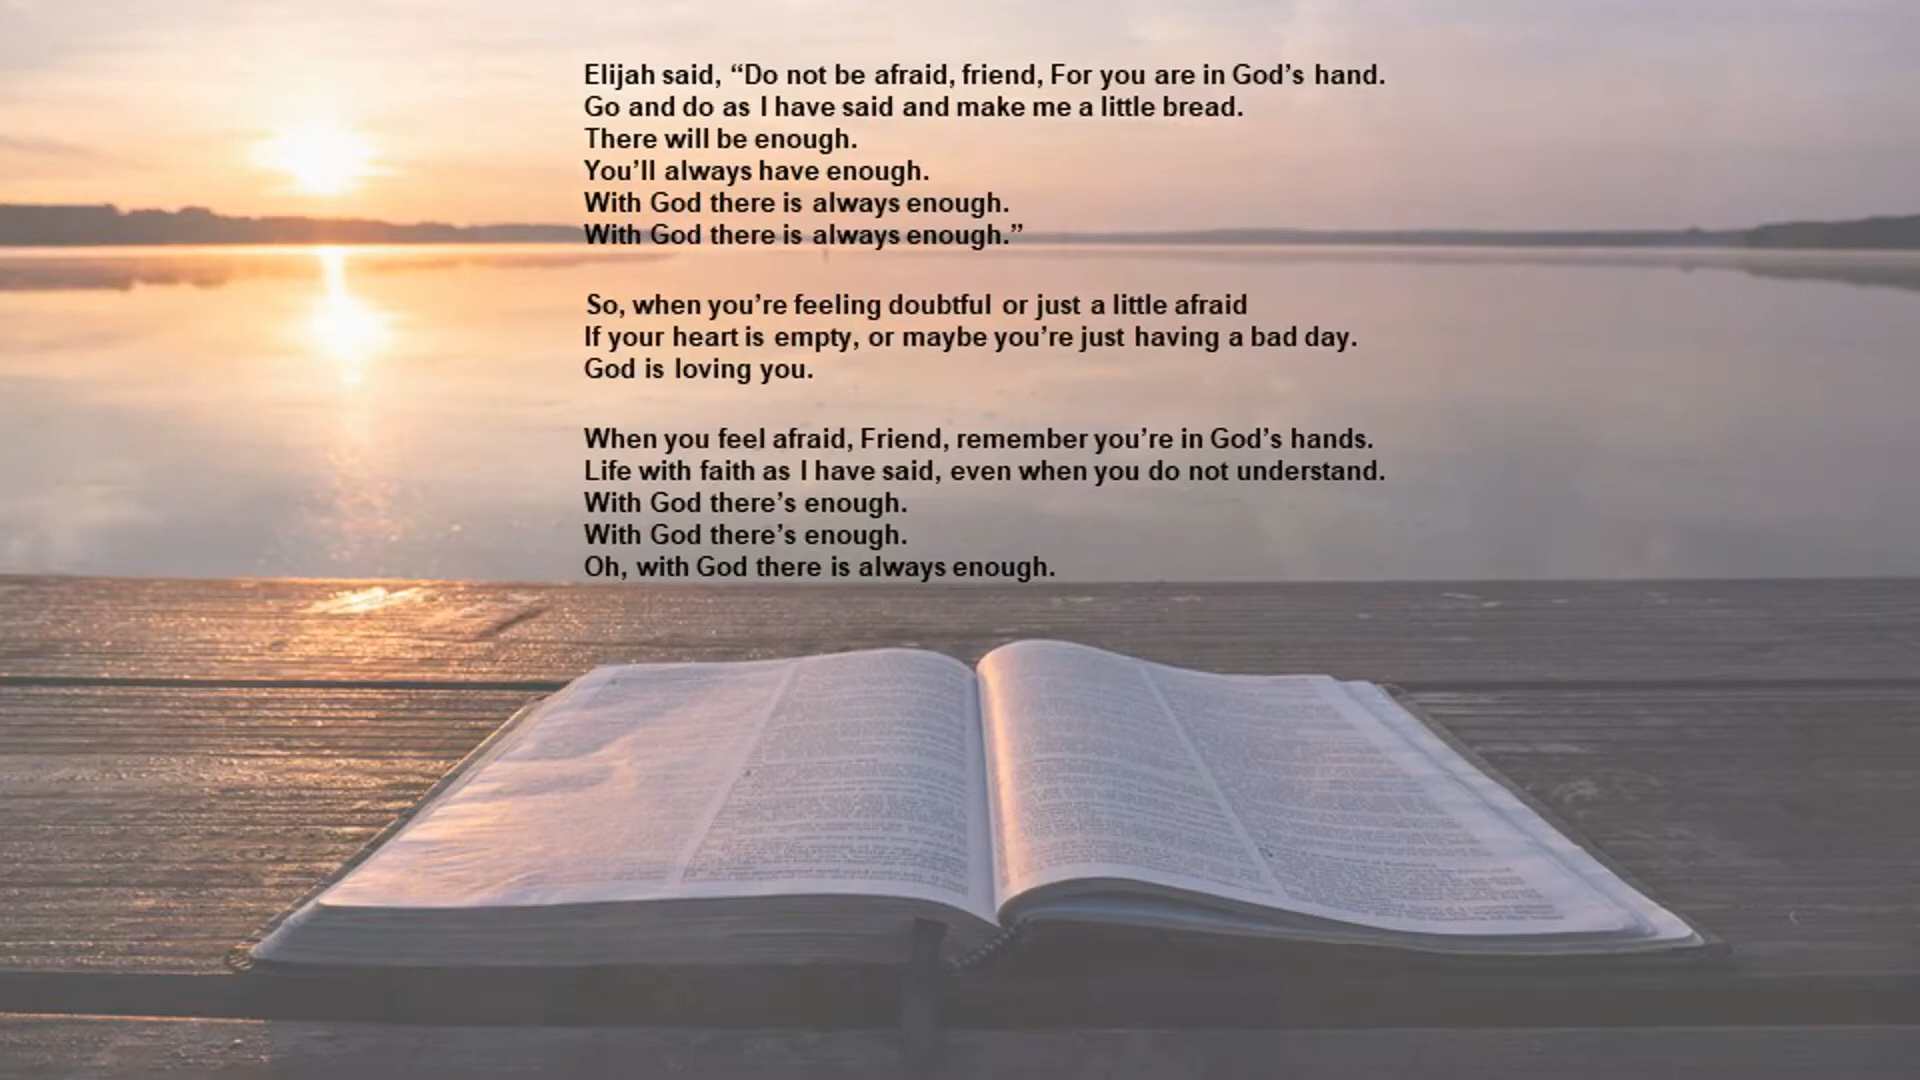 Elijah said, “Do not be afraid, friend, For you are in God’s hand.
Go and do as I have said and make me a little bread.
There will be enough.
You’ll always have enough.
With God there is always enough.
With God there is always enough.”
So, when you’re feeling doubtful or just a little afraid
If your heart is empty, or maybe you’re just having a bad day.
God is loving you.
When you feel afraid, Friend, remember you’re in God’s hands.
Life with faith as I have said, even when you do not understand.
With God there’s enough.
With God there’s enough.
Oh, with God there is always enough.